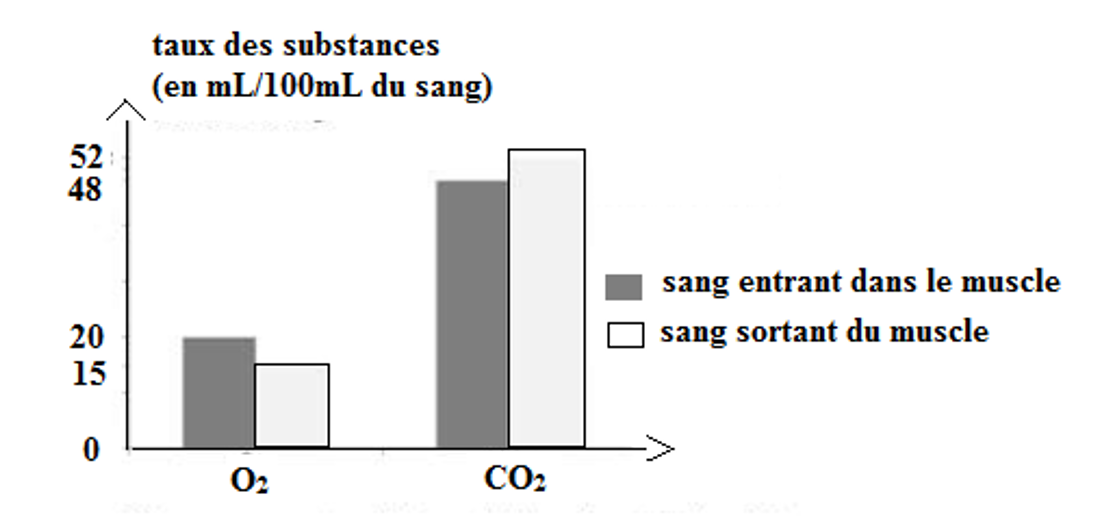 taux des substances
(en mL/100mL du sang)
52
48
20
15
0
O₂
CO₂
sang entrant dans le muscle
sang sortant du muscle